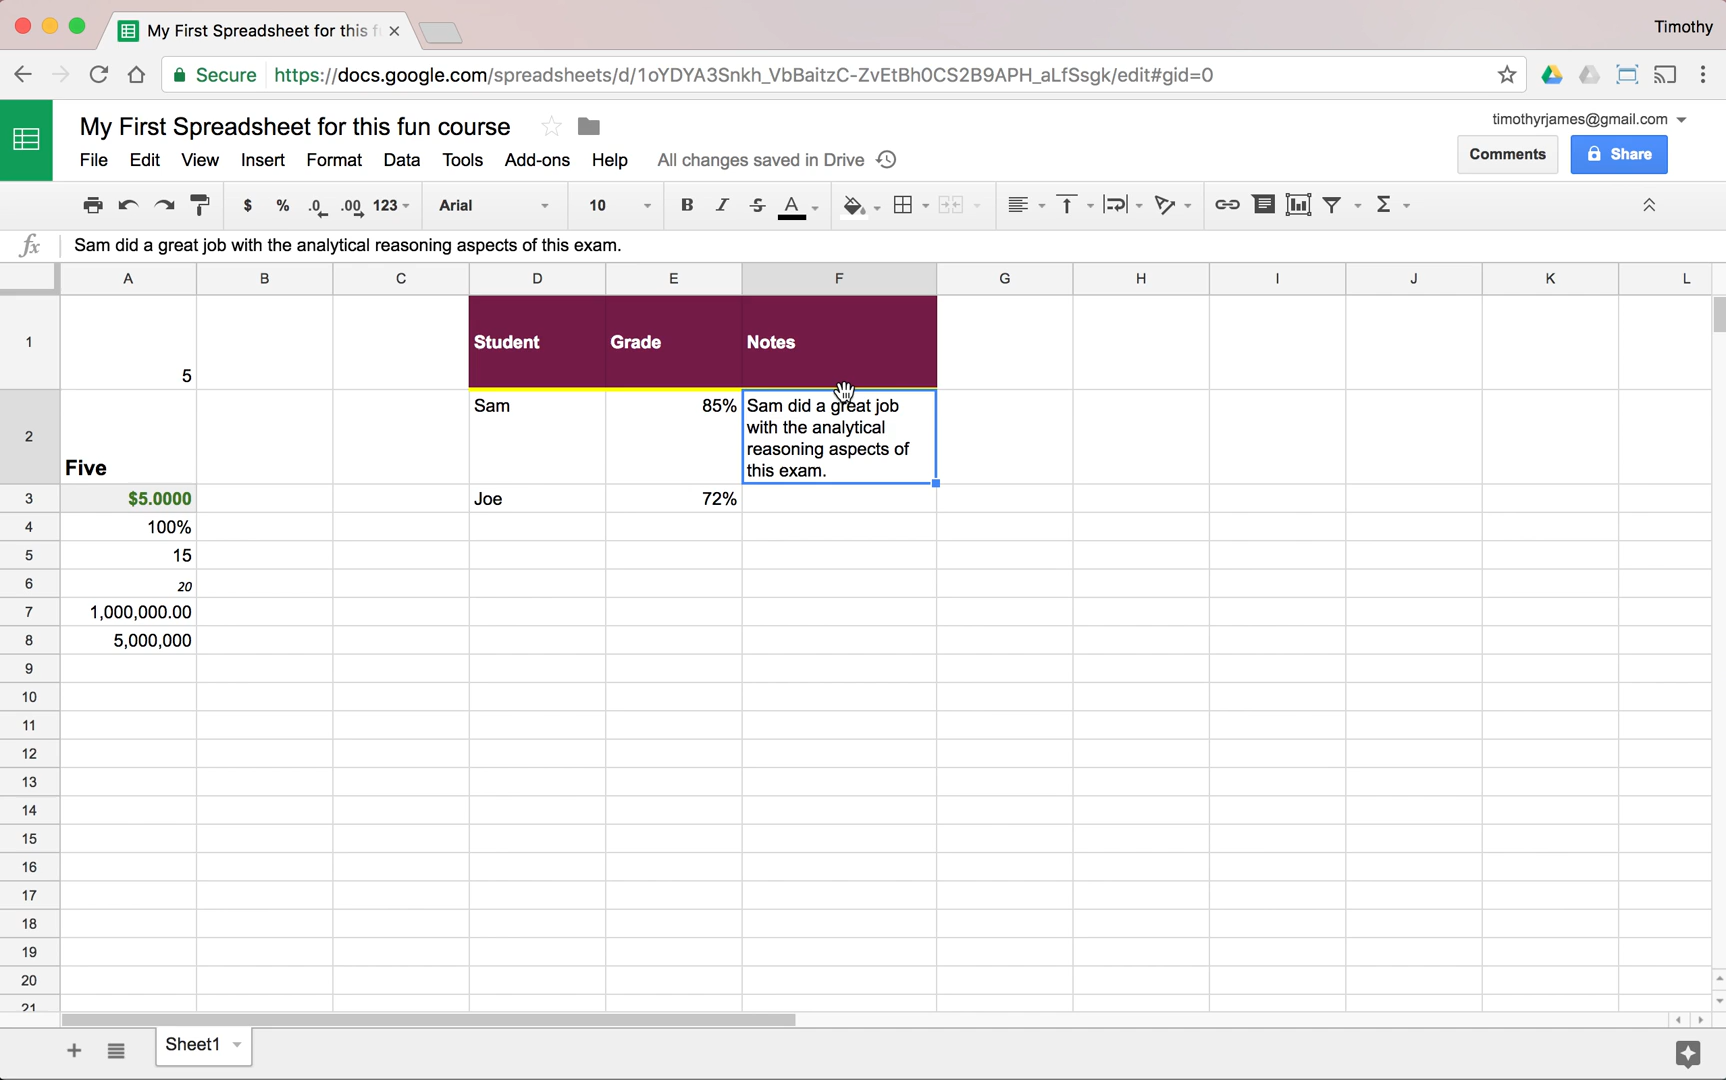 My First Spreadsheet for this f
Timothy
Secure https://docs.google.com/spreadsheets/d/1oYDYA3Snkh_VbBaitzC-ZvEtBh0CS2B9APH_aLfSsgk/edit#gid=0
My First Spreadsheet for this fun course
timothyrjames@gmail.com
File Edit View Insert Format Data Tools Add-ons Help All changes saved in Drive
Comments Share
$ % .0 .00 123 Arial 10 B I S A Σ
fx Sam did a great job with the analytical reasoning aspects of this exam.
A B C D E F G H I J K L
1 5 Student Grade Notes
2 Five Sam 85% Sam did a great job
with the analytical
reasoning aspects of
this exam.
3 $5.0000 Joe 72%
4 100%
5 15
6 20
7 1,000,000.00
8 5,000,000
9
10
11
12
13
14
15
16
17
18
19
20
21
Sheet1